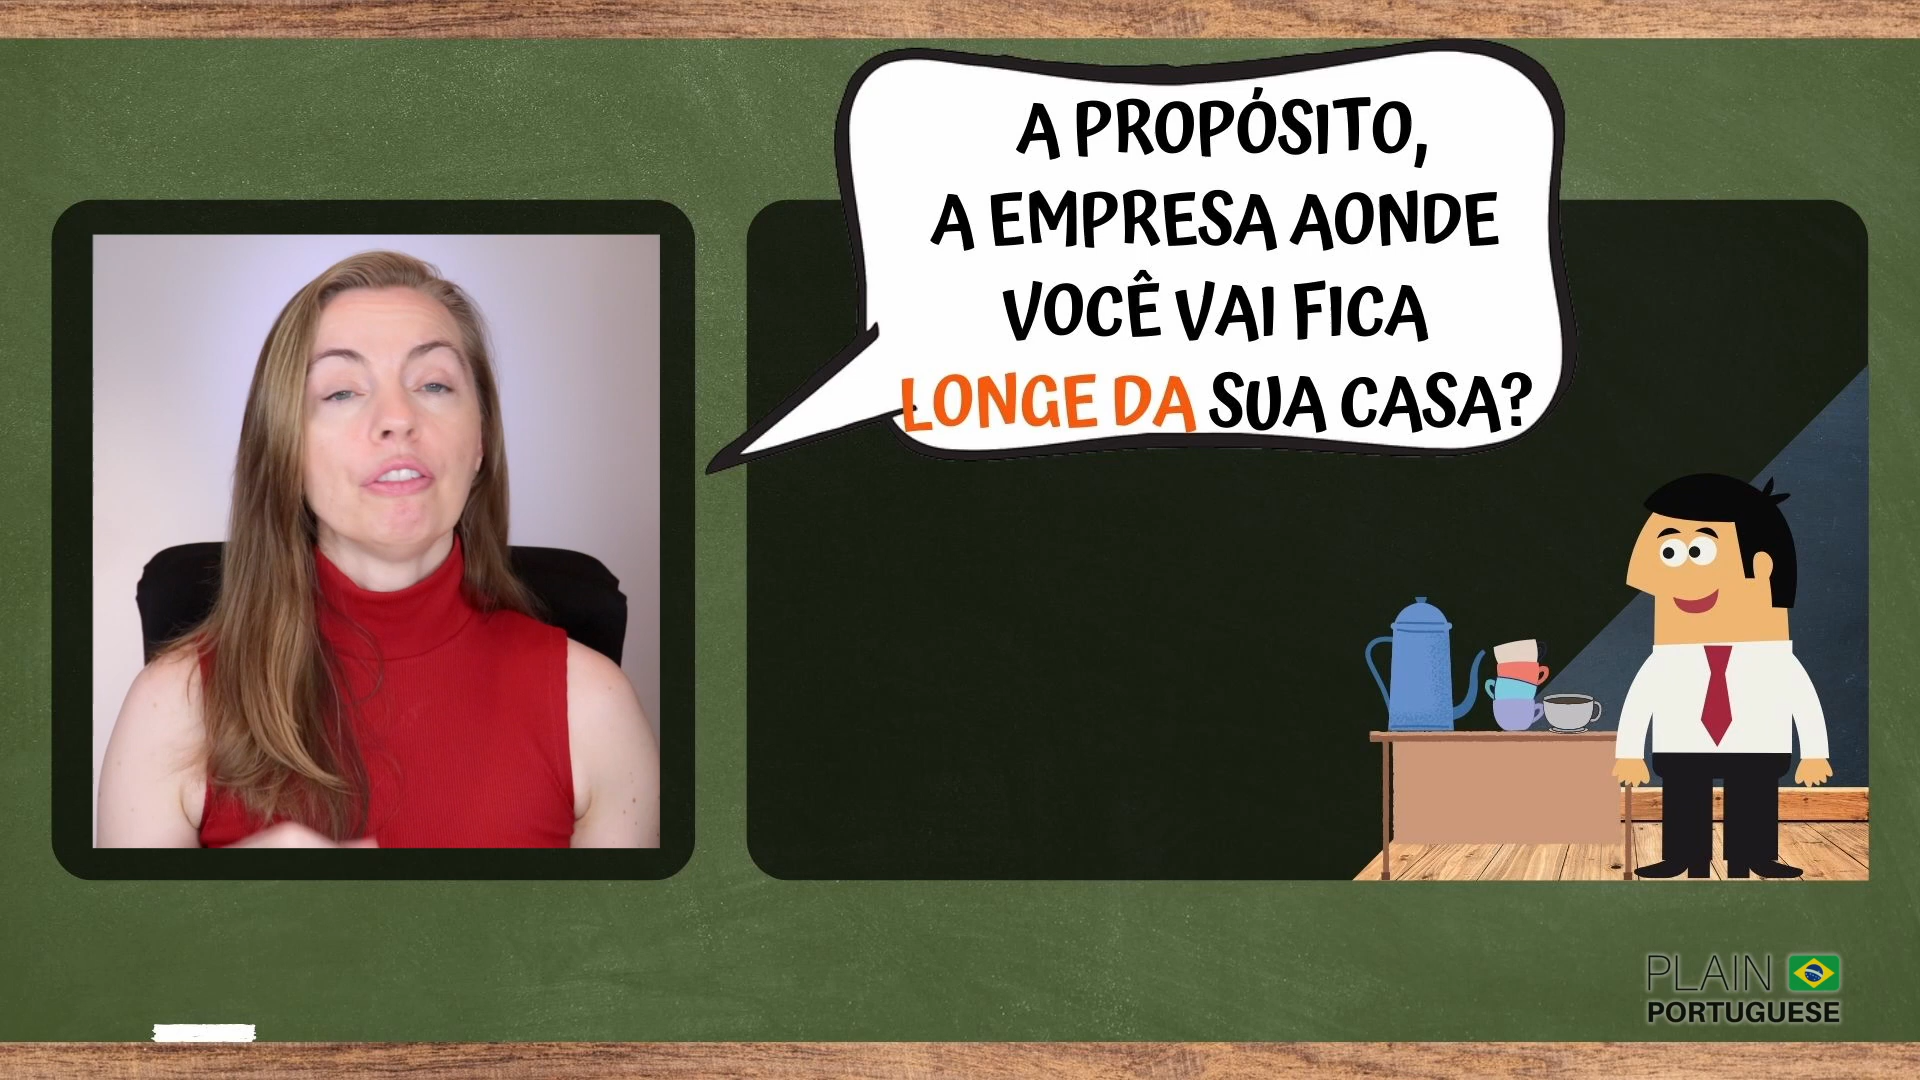 A PROPÓSITO,
A EMPRESA AONDE
VOCÊ VAI FICA
LONGE DA SUA CASA?
PLAIN
PORTUGUESE